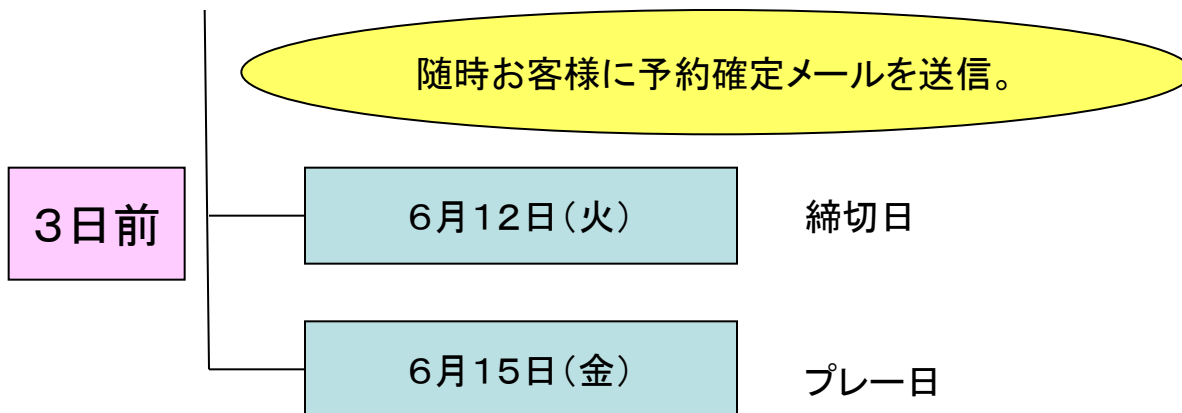 随時お客様に予約確定メールを送信。
３日前
６月１２日（火）
締切日
６月１５日（金）
プレー日